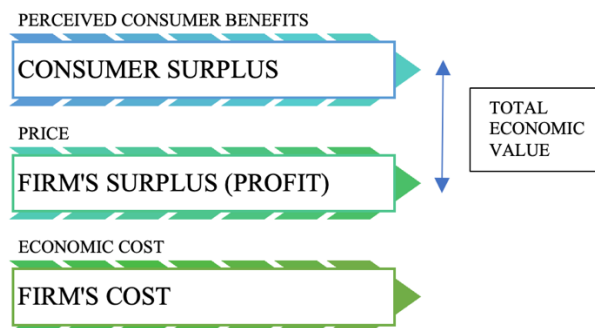 PERCEIVED CONSUMER BENEFITS
CONSUMER SURPLUS
PRICE
FIRM'S SURPLUS (PROFIT)
ECONOMIC COST
FIRM'S COST
TOTAL
ECONOMIC
VALUE